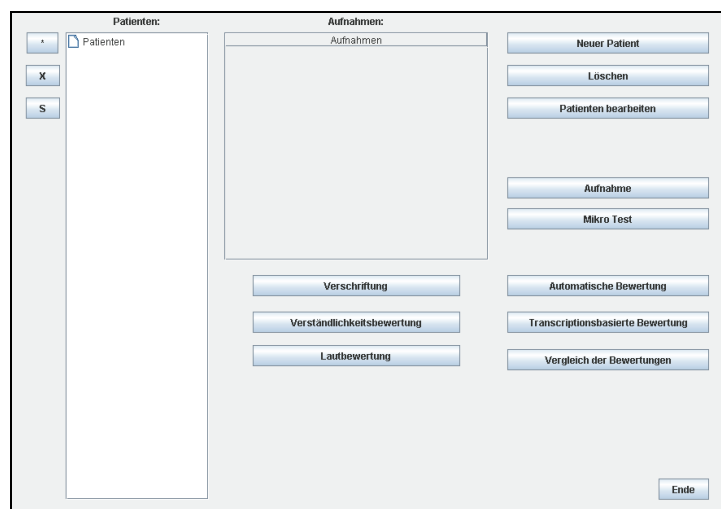 Patienten:
Aufnahmen:
*
X
S
Patienten
Aufnahmen
Neuer Patient
Löschen
Patienten bearbeiten
Aufnahme
Mikro Test
Verschriftung
Verständlichkeitsbewertung
Lautbewertung
Automatische Bewertung
Transcriptionsbasierte Bewertung
Vergleich der Bewertungen
Ende